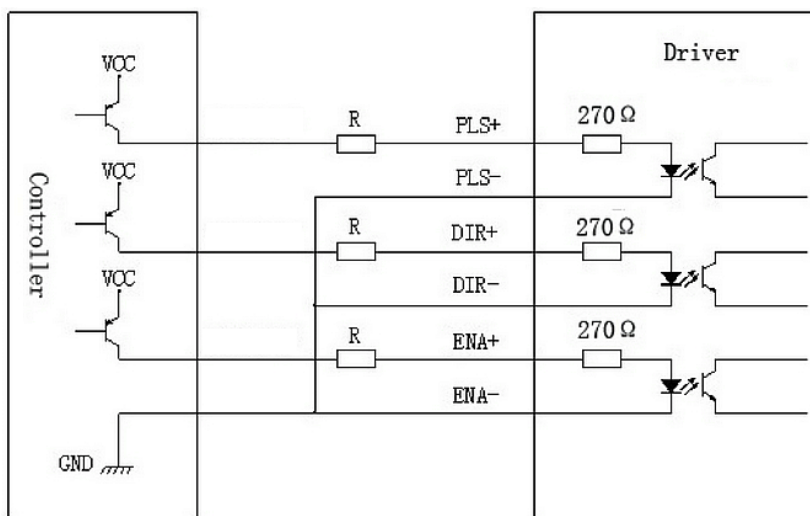 Driver
VCC
R
PLS+
270Ω
PLS-
VCC
R
DIR+
270Ω
DIR-
Controller
VCC
R
ENA+
270Ω
ENA-
GND